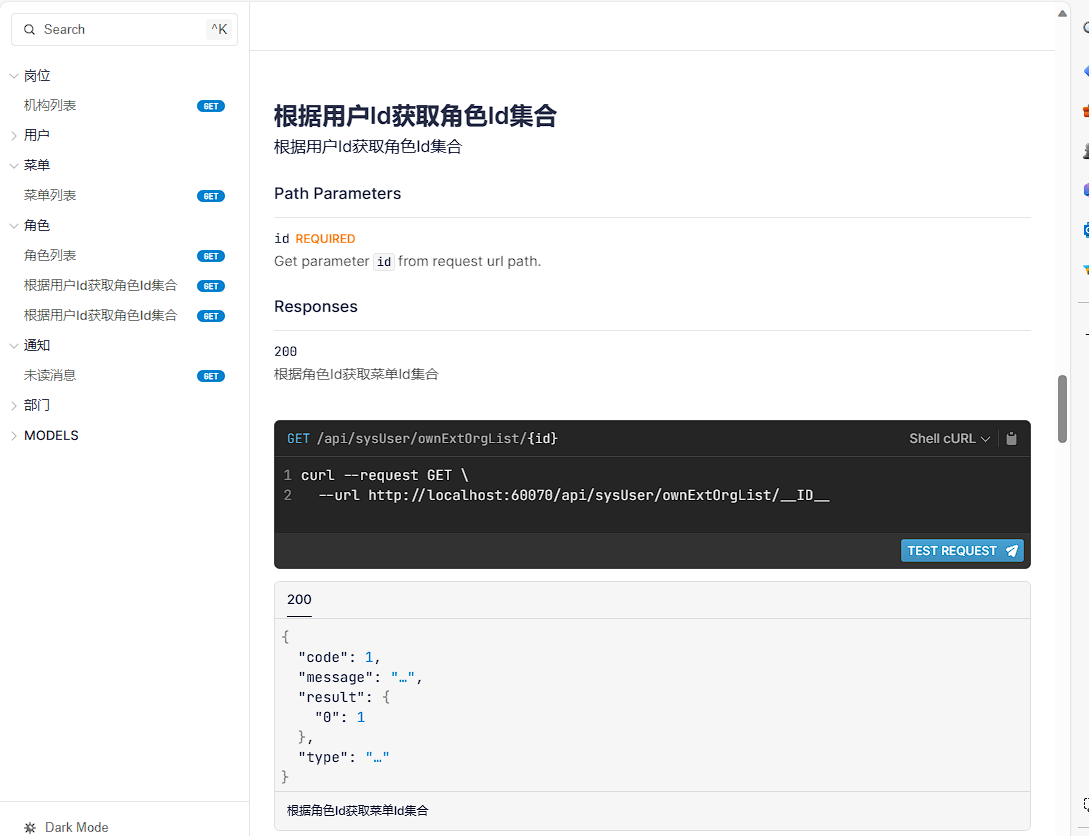 Search ^K
岗位
机构列表 GET
用户
菜单
菜单列表 GET
角色
角色列表 GET
根据用户Id获取角色Id集合 GET
根据用户Id获取角色Id集合 GET
通知
未读消息 GET
部门
MODELS
Dark Mode
根据用户Id获取角色Id集合
根据用户Id获取角色Id集合
Path Parameters
id REQUIRED
Get parameter id from request url path.
Responses
200
根据角色Id获取菜单Id集合
GET /api/sysUser/ownExtOrgList/{id} Shell cURL
1 curl --request GET \
2 --url http://localhost:60070/api/sysUser/ownExtOrgList/__ID__
TEST REQUEST
200
{
"code": 1,
"message": "…",
"result": {
"0": 1
},
"type": "…"
}
根据角色Id获取菜单Id集合